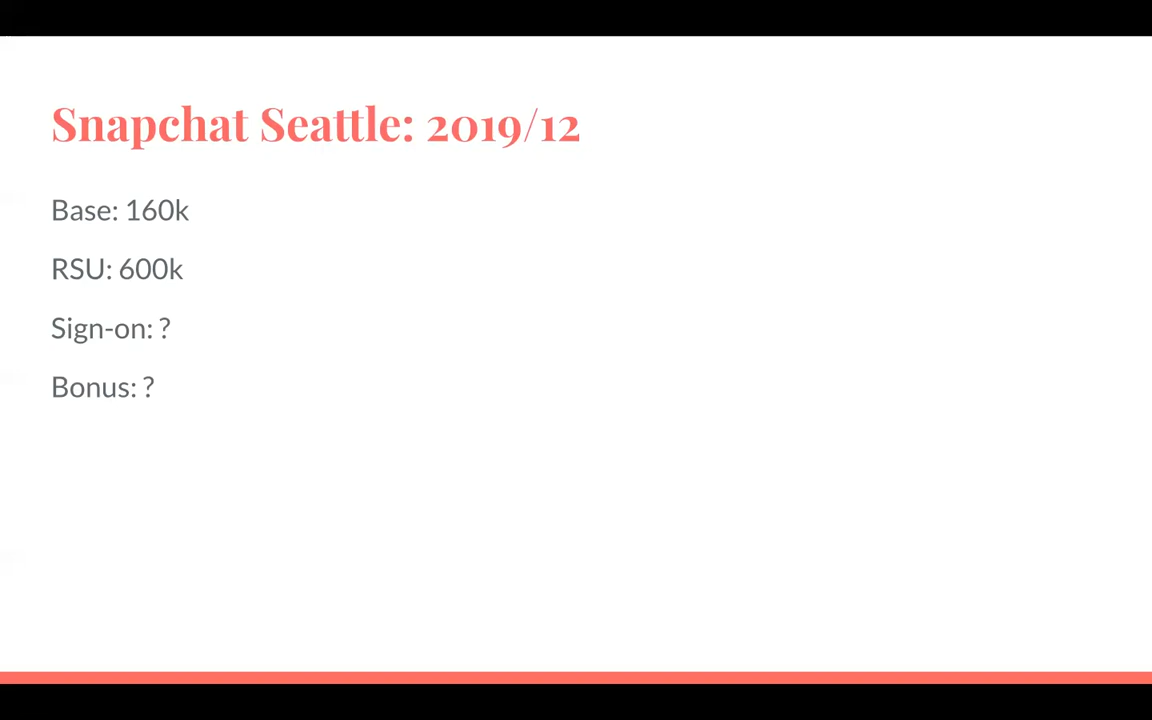 Snapchat Seattle: 2019/12
Base: 160k
RSU: 600k
Sign-on: ?
Bonus: ?